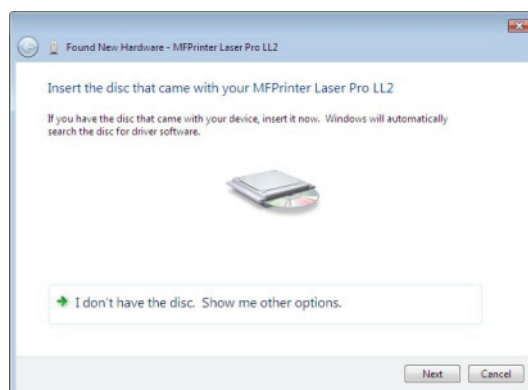 Found New Hardware - MFPrinter Laser Pro LL2
Insert the disc that came with your MFPrinter Laser Pro LL2
If you have the disc that came with your device, insert it now.  Windows will automatically
search the disc for driver software.
I don't have the disc.  Show me other options.
Next
Cancel